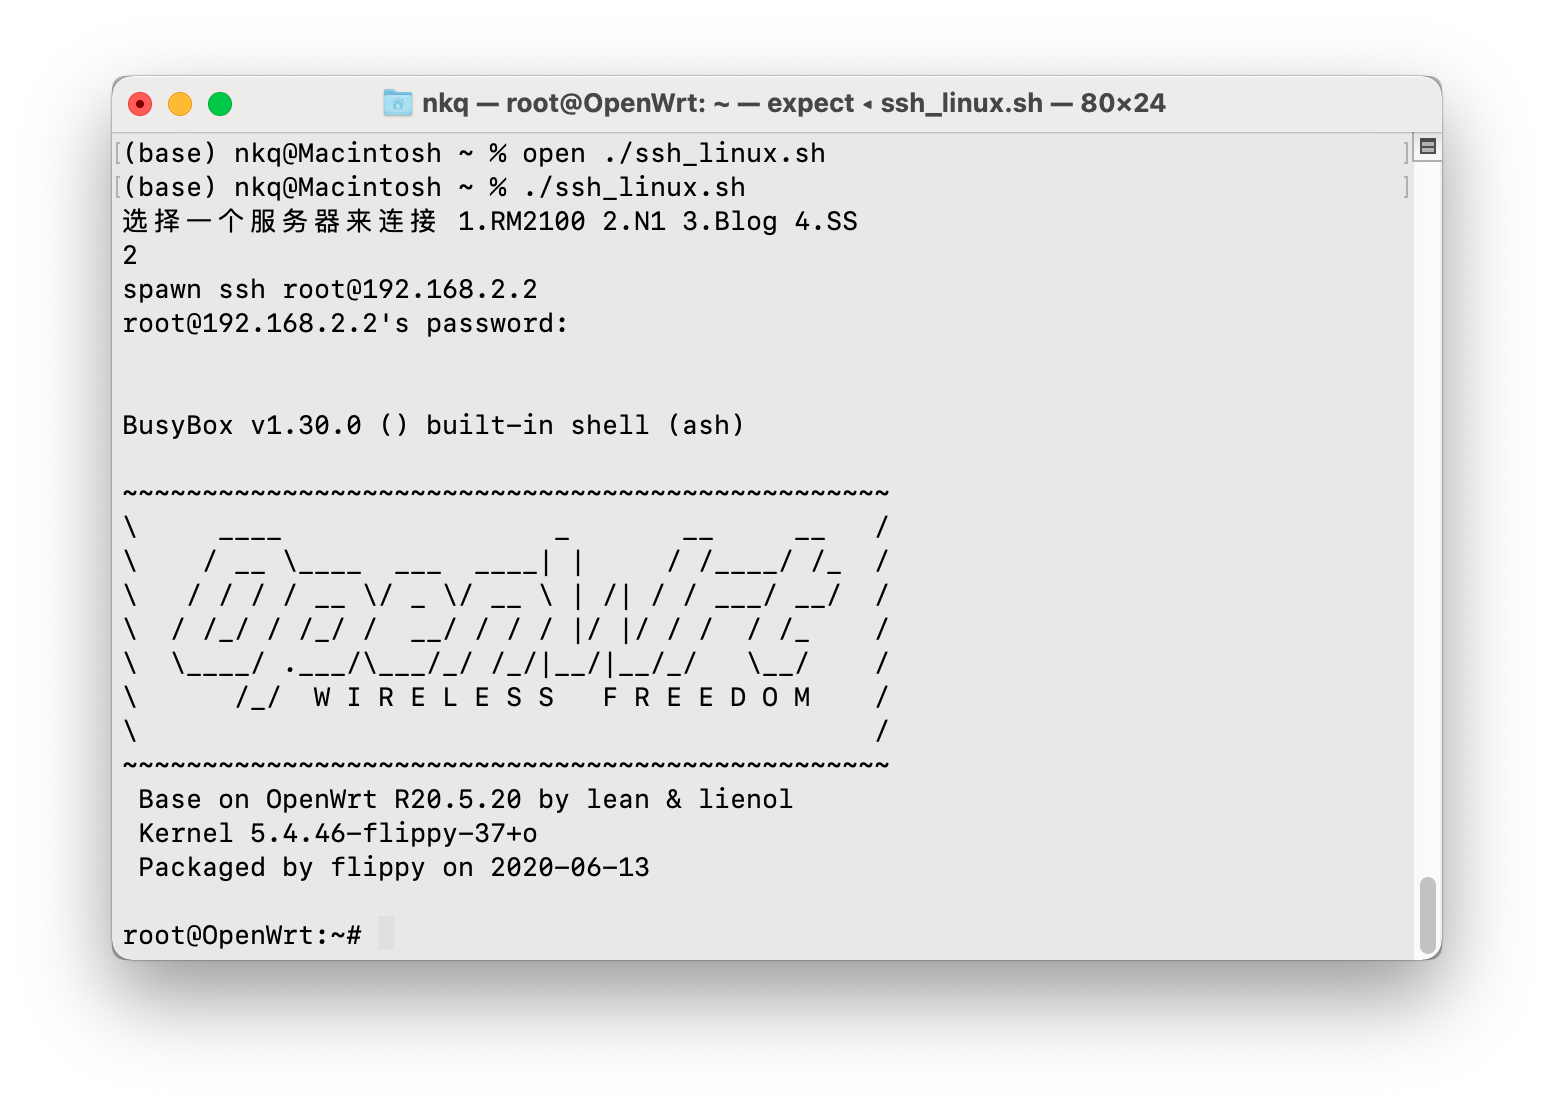 nkq — root@OpenWrt: ~ — expect ◂ ssh_linux.sh — 80×24
(base) nkq@Macintosh ~ % open ./ssh_linux.sh
(base) nkq@Macintosh ~ % ./ssh_linux.sh
选择一个服务器来连接 1.RM2100 2.N1 3.Blog 4.SS
2
spawn ssh root@192.168.2.2
root@192.168.2.2's password:
BusyBox v1.30.0 () built-in shell (ash)
~~~~~~~~~~~~~~~~~~~~~~~~~~~~~~~~~~~~~~~~~~~~~~~~
\     ____                 _       __     __   /
\    / __ \____  ___  ____| |     / /____/ /_  /
\   / / / / __ \/ _ \/ __ \ | /| / / ___/ __/  /
\  / /_/ / /_/ /  __/ / / / |/ |/ / /  / /_    /
\  \____/ .___/\___/_/ /_/|__/|__/_/   \__/    /
\      /_/  W I R E L E S S   F R E E D O M    /
\                                              /
~~~~~~~~~~~~~~~~~~~~~~~~~~~~~~~~~~~~~~~~~~~~~~~~
Base on OpenWrt R20.5.20 by lean & lienol
Kernel 5.4.46-flippy-37+o
Packaged by flippy on 2020-06-13
root@OpenWrt:~#